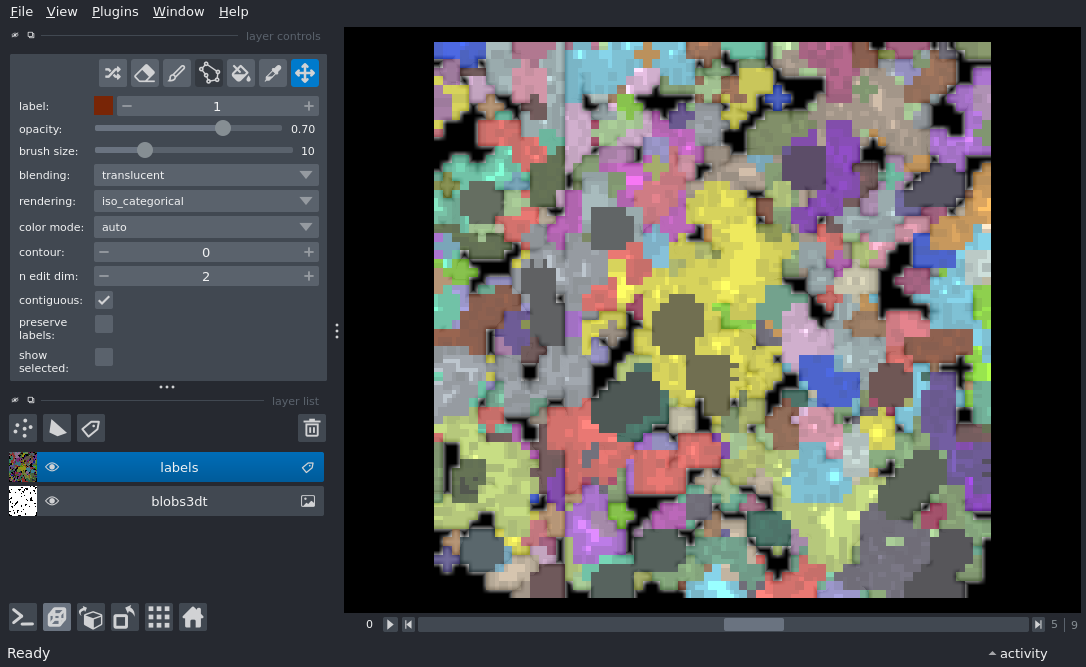 File View Plugins Window Help
layer controls
label: 1
opacity: 0.70
brush size: 10
blending: translucent
rendering: iso_categorical
color mode: auto
contour: 0
n edit dim: 2
contiguous:
preserve
labels:
show
selected:
layer list
labels
blobs3dt
0 5 9
Ready activity